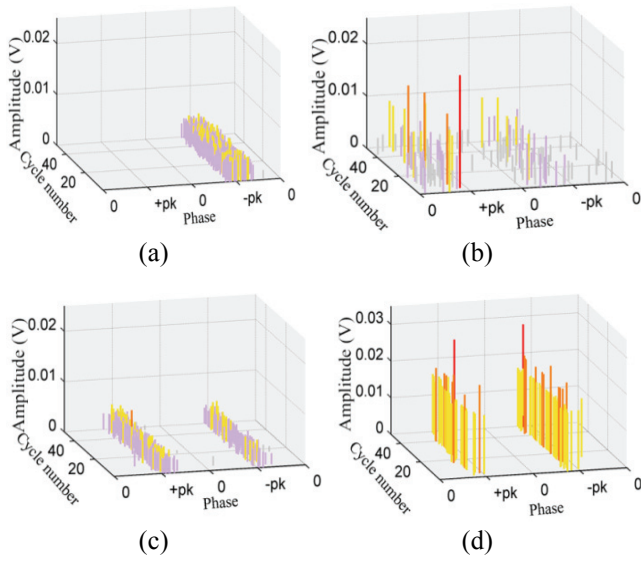 Amplitude (V)
0.02
0.01
0
Cycle number
40
20
0
+pk
0
-pk
0
Phase
(a)
Amplitude (V)
0.02
0.01
0
Cycle number
40
20
0
+pk
0
-pk
0
Phase
(b)
Amplitude (V)
0.02
0.01
0
Cycle number
40
20
0
+pk
0
-pk
0
Phase
(c)
Amplitude (V)
0.03
0.02
0.01
0
Cycle number
40
20
0
+pk
0
-pk
0
Phase
(d)